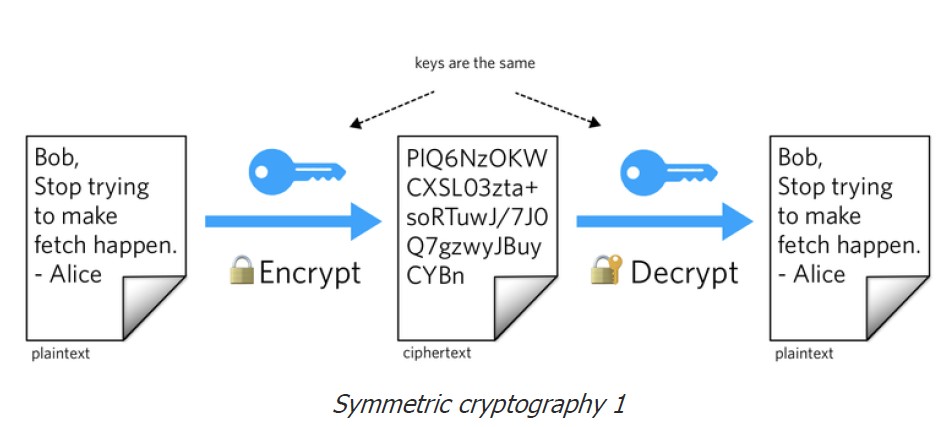 keys are the same
Bob,
Stop trying
to make
fetch happen.
- Alice
plaintext
Encrypt
PlQ6NzOKW
CXSL03zta+
soRTuwJ/7J0
Q7gzwyJBuy
CYBn
ciphertext
Decrypt
Bob,
Stop trying
to make
fetch happen.
- Alice
plaintext
Symmetric cryptography 1